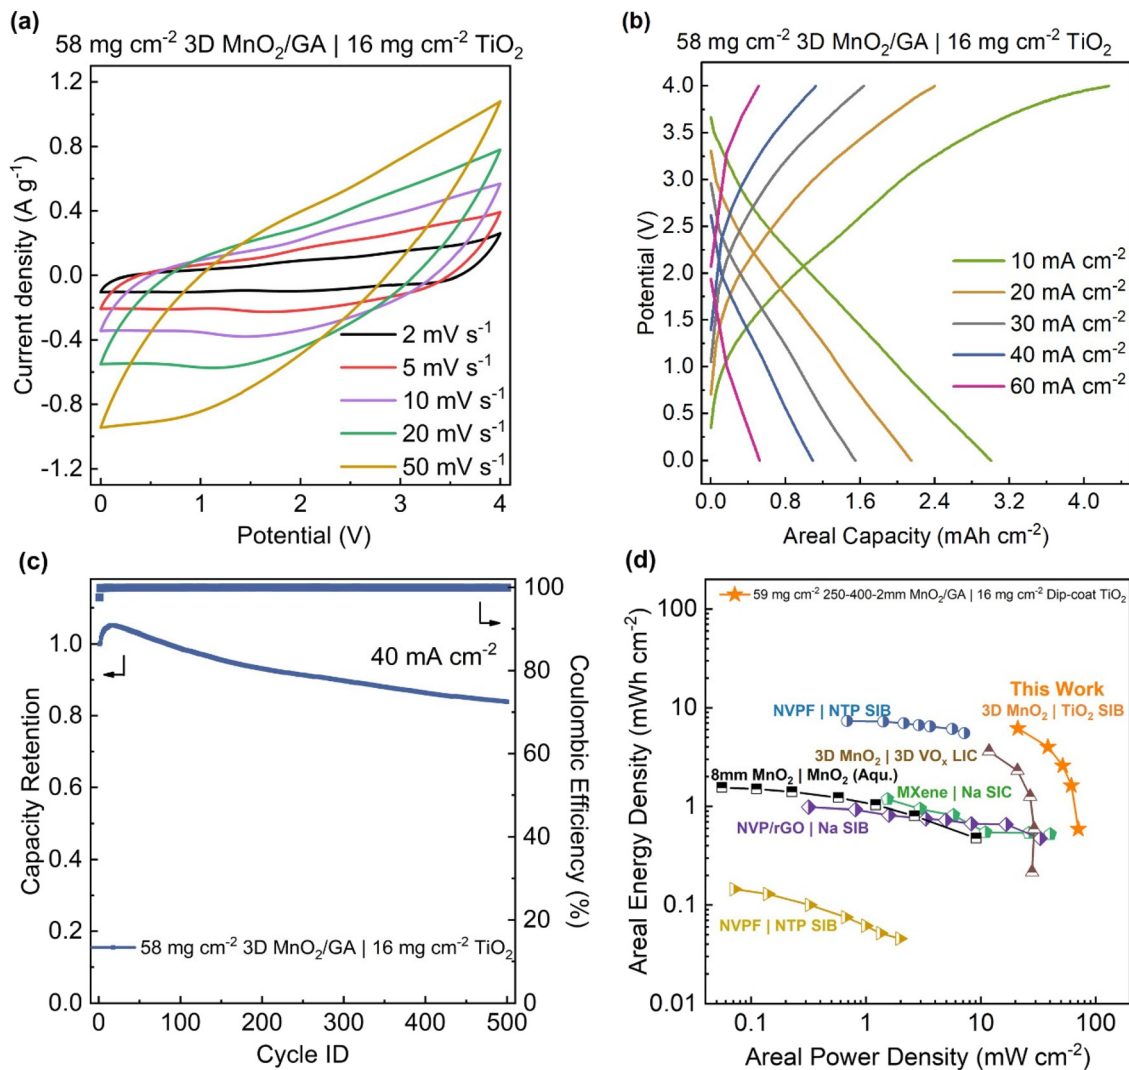 (a)
58 mg cm⁻² 3D MnO₂/GA | 16 mg cm⁻² TiO₂
1.2
0.8
0.4
0.0
-0.4
-0.8
-1.2
Current density (A g⁻¹)
2 mV s⁻¹
5 mV s⁻¹
10 mV s⁻¹
20 mV s⁻¹
50 mV s⁻¹
0 1 2 3 4
Potential (V)
(b)
58 mg cm⁻² 3D MnO₂/GA | 16 mg cm⁻² TiO₂
4.0
3.5
3.0
2.5
2.0
1.5
1.0
0.5
0.0
Potential (V)
10 mA cm⁻²
20 mA cm⁻²
30 mA cm⁻²
40 mA cm⁻²
60 mA cm⁻²
0.0 0.8 1.6 2.4 3.2 4.0
Areal Capacity (mAh cm⁻²)
(c)
1.0
0.8
0.6
0.4
0.2
0.0
Capacity Retention
40 mA cm⁻²
58 mg cm⁻² 3D MnO₂/GA | 16 mg cm⁻² TiO₂
100
80
60
40
20
0
Coulombic Efficiency (%)
0 100 200 300 400 500
Cycle ID
(d)
59 mg cm⁻² 250-400-2mm MnO₂/GA | 16 mg cm⁻² Dip-coat TiO₂
100
10
1
0.1
0.01
Areal Energy Density (mWh cm⁻²)
This Work
3D MnO₂ | TiO₂ SIB
NVPF | NTP SIB
3D MnO₂ | 3D VOₓ LIC
8mm MnO₂ | MnO₂ (Aqu.)
MXene | Na SIC
NVP/rGO | Na SIB
NVPF | NTP SIB
0.1 1 10 100
Areal Power Density (mW cm⁻²)